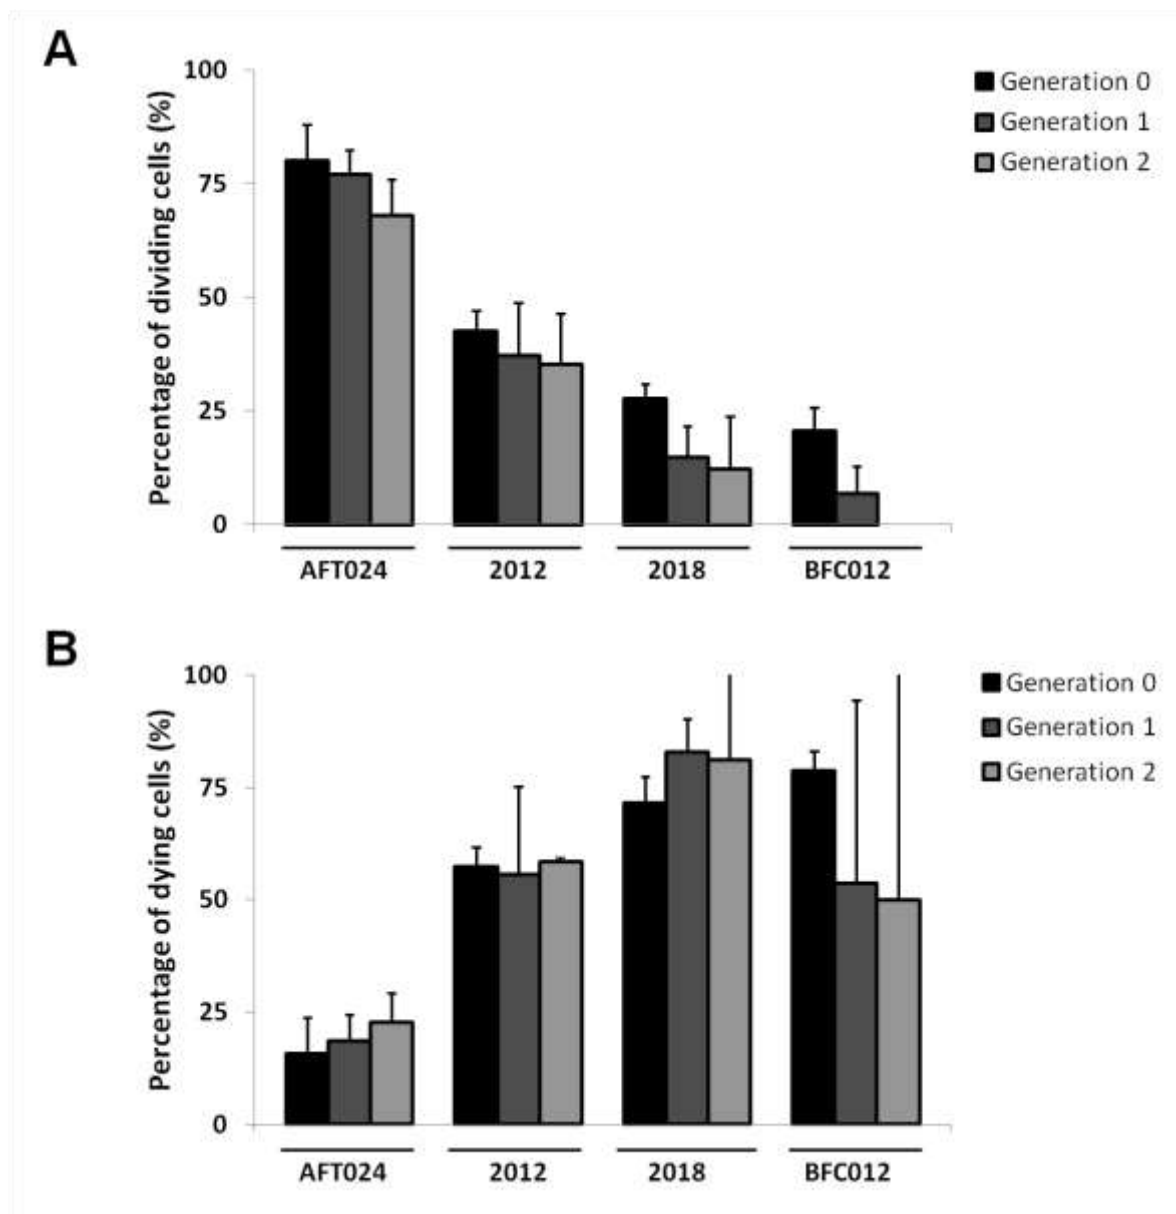 A
Percentage of dividing cells (%)
100
75
50
25
0
AFT024
2012
2018
BFC012
Generation 0
Generation 1
Generation 2
B
Percentage of dying cells (%)
100
75
50
25
0
AFT024
2012
2018
BFC012
Generation 0
Generation 1
Generation 2